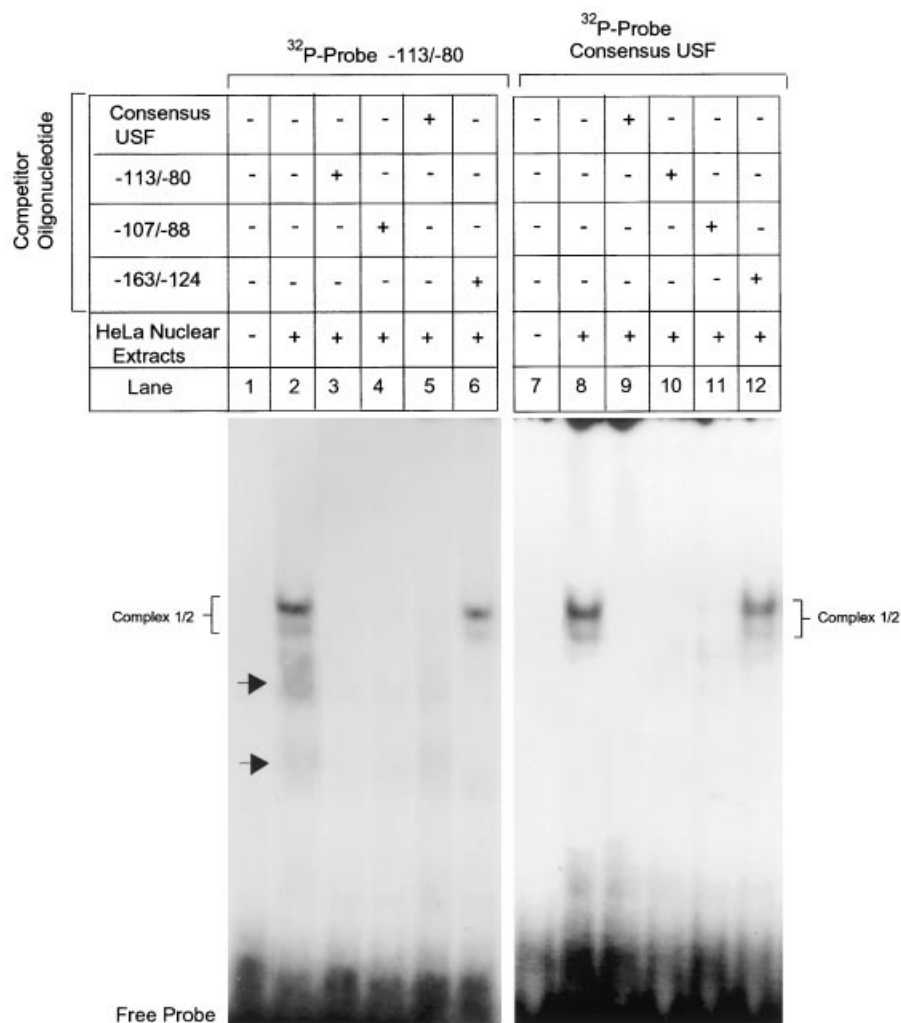 32P-Probe -113/-80
32P-Probe
Consensus USF
Competitor
Oilgonucleotide
Consensus USF - - - - + - - - + - - -
-113/-80 - - + - - - - - - + - -
-107/-88 - - - + - - - - - - + -
-163/-124 - - - - - + - - - - - +
HeLa Nuclear Extracts - + + + + + - + + + + +
Lane 1 2 3 4 5 6 7 8 9 10 11 12
Complex 1/2
Complex 1/2
Free Probe